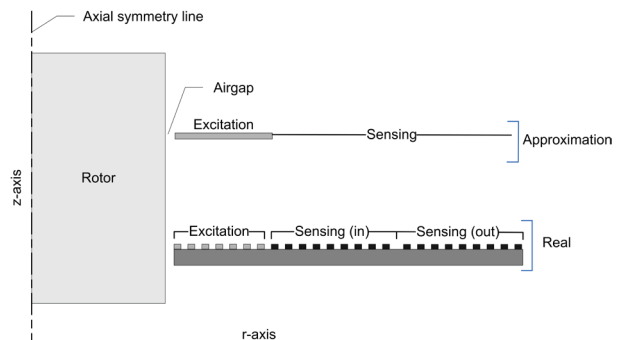 Axial symmetry line
Airgap
Excitation
Sensing
Approximation
Rotor
z-axis
Excitation
Sensing (in)
Sensing (out)
Real
r-axis